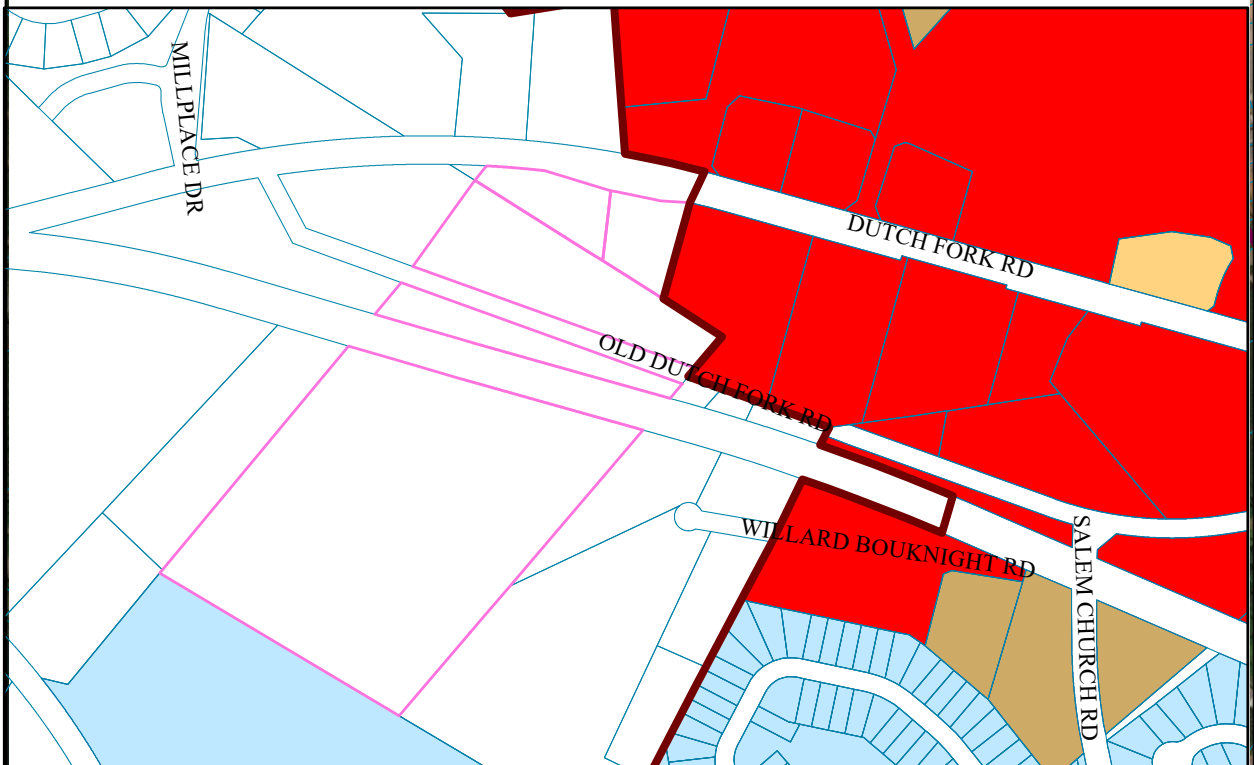 MILLPLACE DR
DUTCH FORK RD
OLD DUTCH FORK RD
WILLARD BOUKNIGHT RD
SALEM CHURCH RD